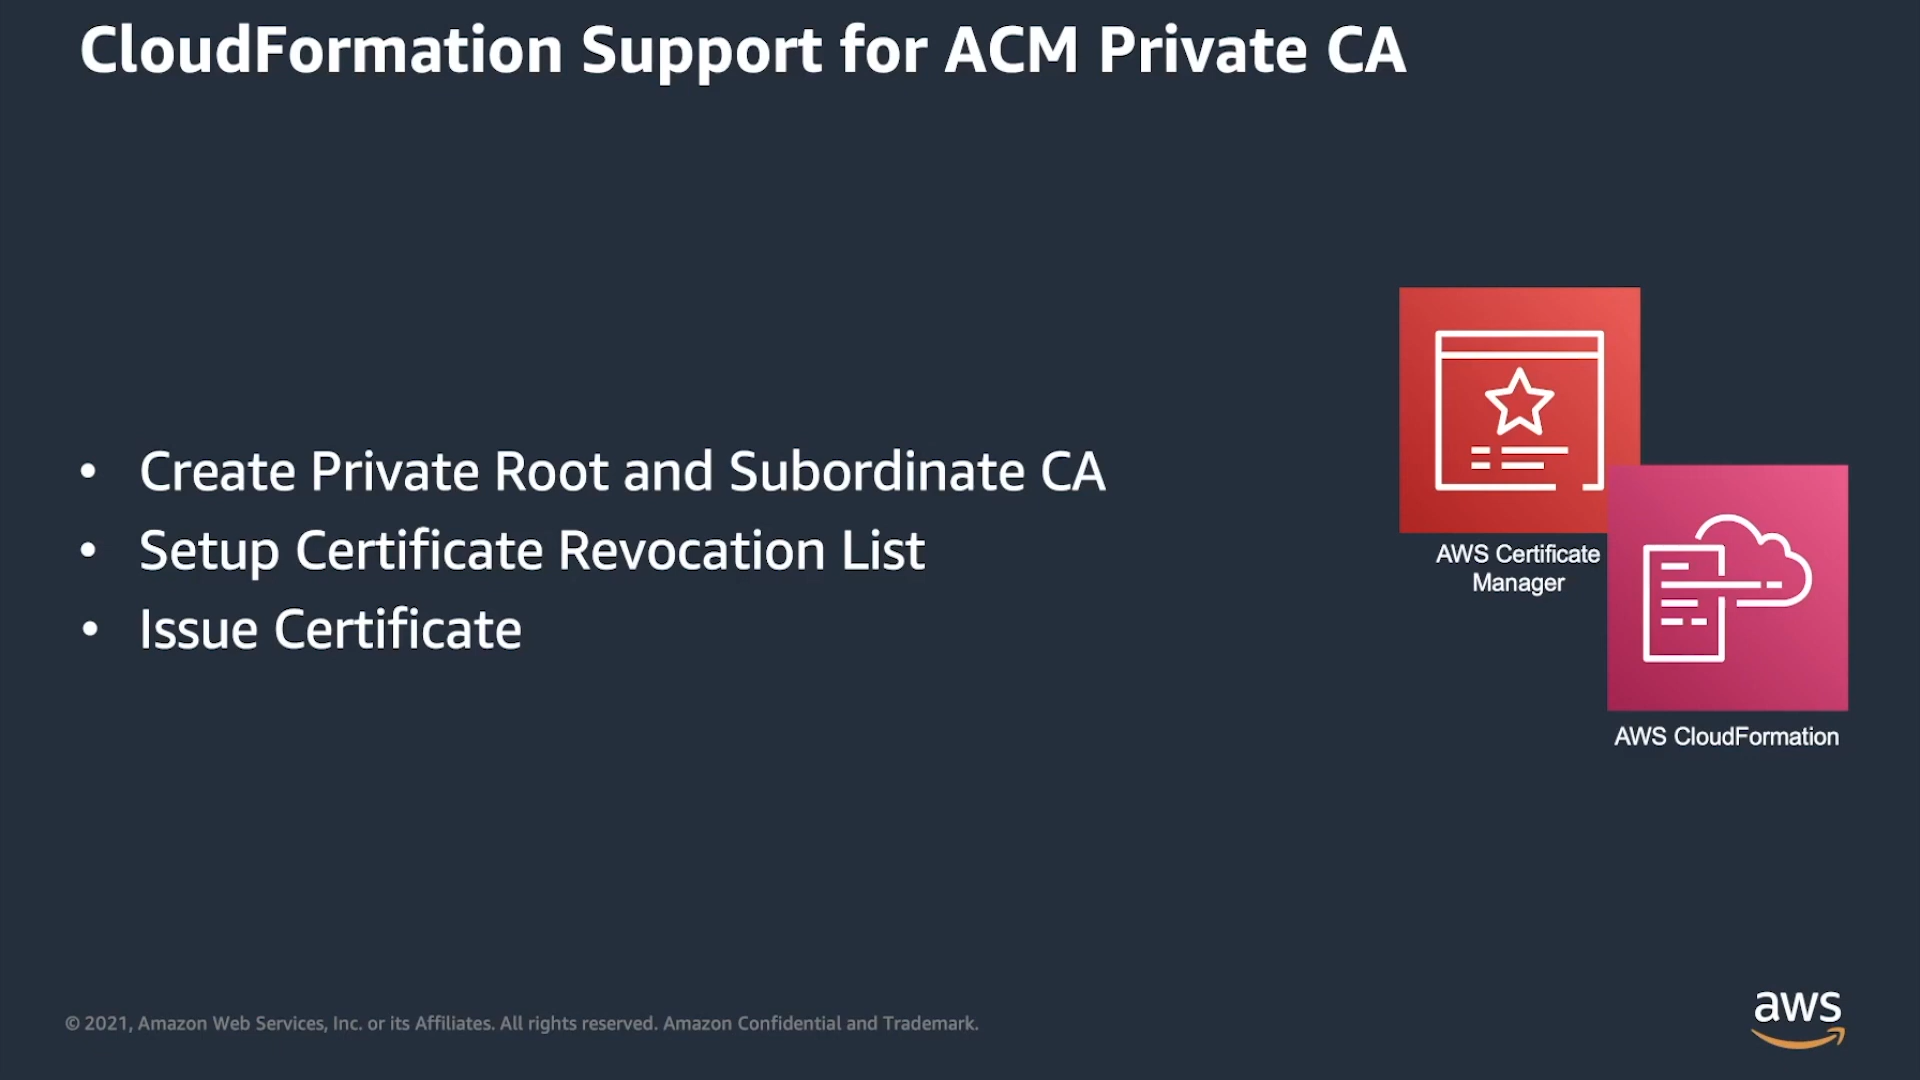 CloudFormation Support for ACM Private CA
• Create Private Root and Subordinate CA
• Setup Certificate Revocation List
• Issue Certificate
AWS Certificate
Manager
AWS CloudFormation
© 2021, Amazon Web Services, Inc. or its Affiliates. All rights reserved. Amazon Confidential and Trademark.
aws